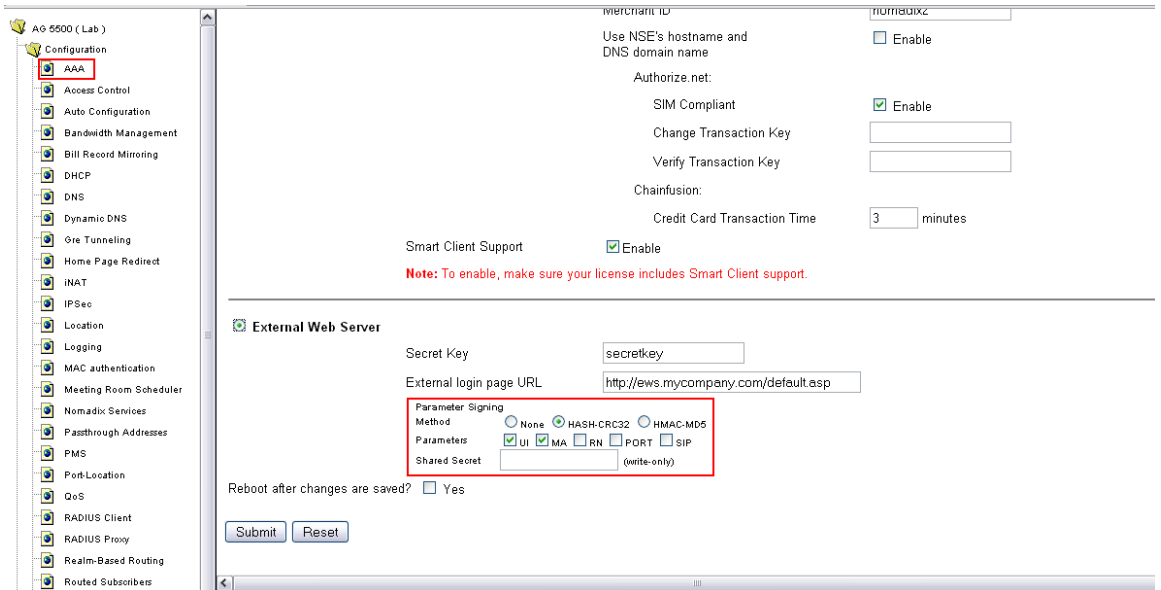 AG 5500 ( Lab )
Configuration
AAA
Access Control
Auto Configuration
Bandwidth Management
Bill Record Mirroring
DHCP
DNS
Dynamic DNS
Gre Tunneling
Home Page Redirect
iNAT
IPSec
Location
Logging
MAC authentication
Meeting Room Scheduler
Nomadix Services
Passthrough Addresses
PMS
Port-Location
QoS
RADIUS Client
RADIUS Proxy
Realm-Based Routing
Routed Subscribers
Merchant ID nomadix2
Use NSE's hostname and
DNS domain name Enable
Authorize.net:
SIM Compliant Enable
Change Transaction Key
Verify Transaction Key
Chainfusion:
Credit Card Transaction Time 3 minutes
Smart Client Support Enable
Note: To enable, make sure your license includes Smart Client support.
External Web Server
Secret Key secretkey
External login page URL http://ews.mycompany.com/default.asp
Parameter Signing
Method None HASH-CRC32 HMAC-MD5
Parameters UI MA RN PORT SIP
Shared Secret (write-only)
Reboot after changes are saved? Yes
Submit Reset